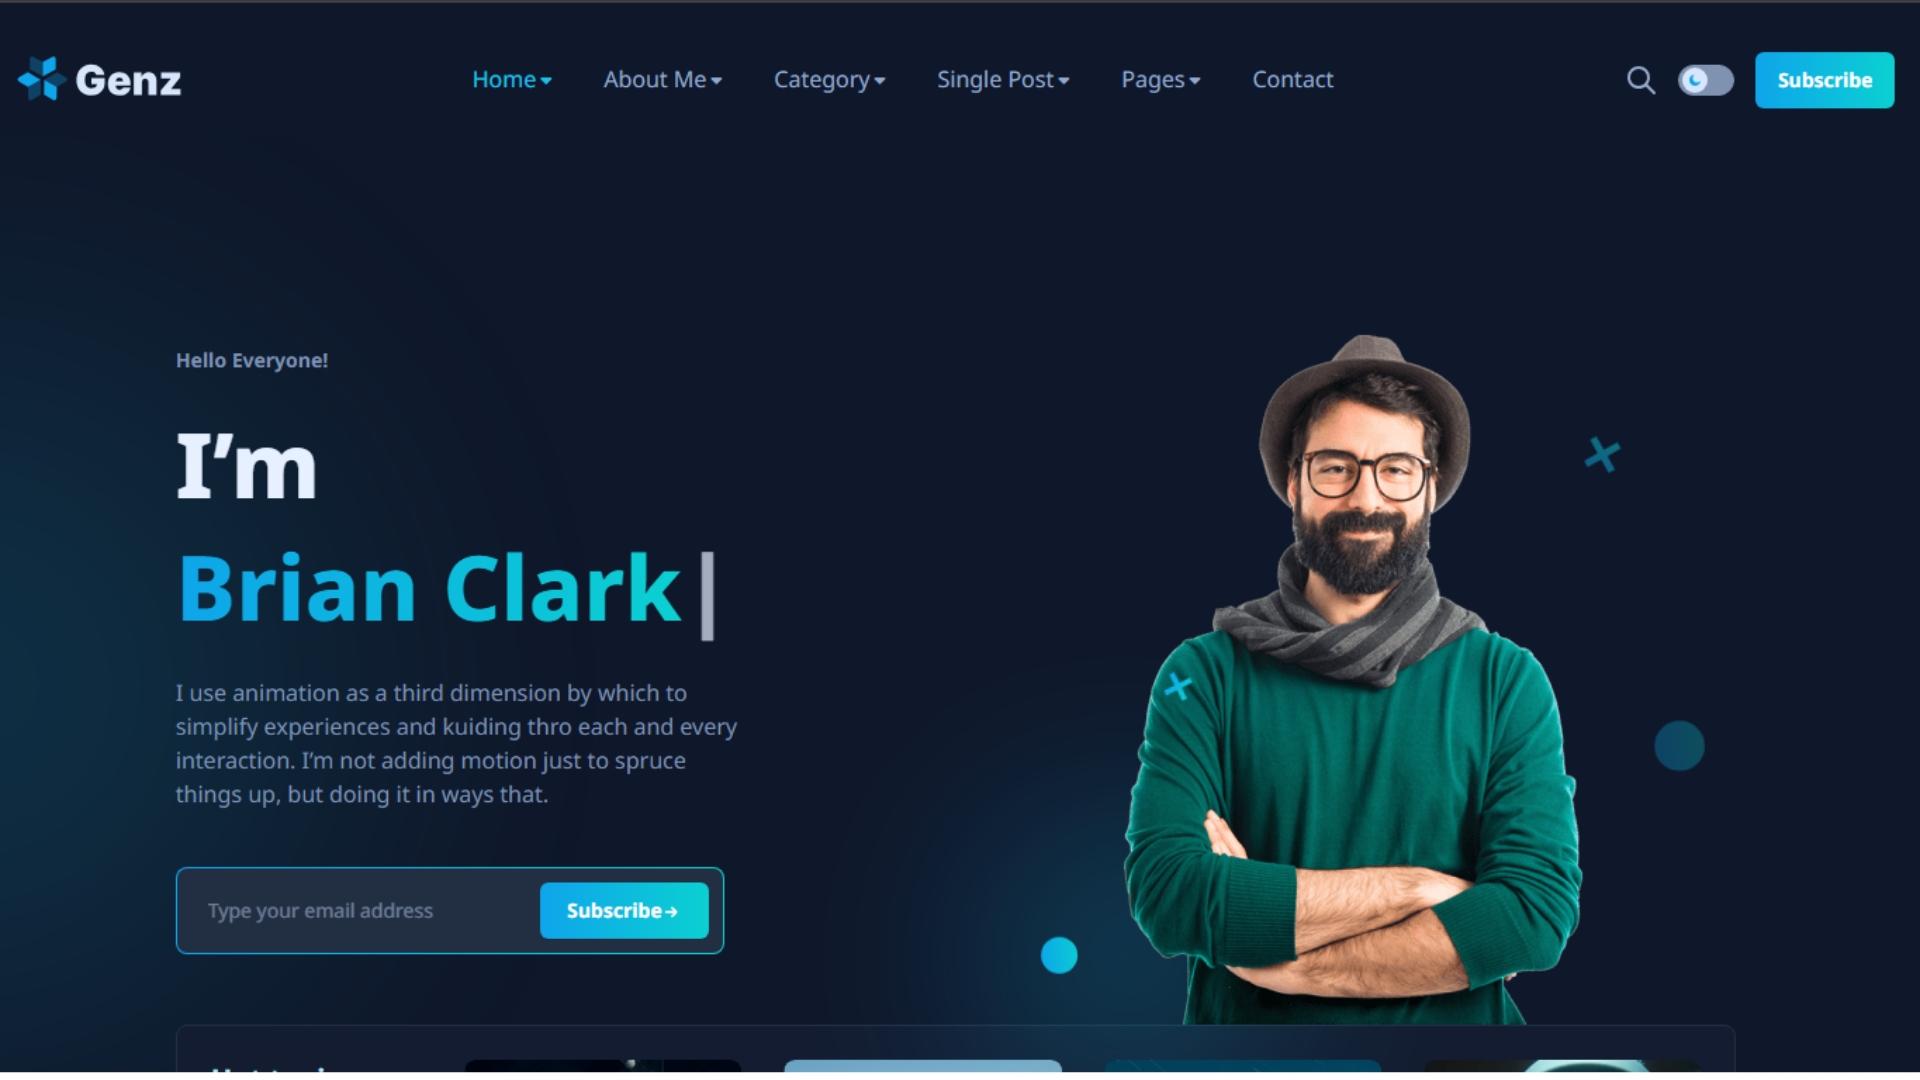 Genz
Home
About Me
Category
Single Post
Pages
Contact
Subscribe
Hello Everyone!
I’m
Brian Clark|
I use animation as a third dimension by which to
simplify experiences and kuiding thro each and every
interaction. I’m not adding motion just to spruce
things up, but doing it in ways that.
Type your email address
Subscribe→